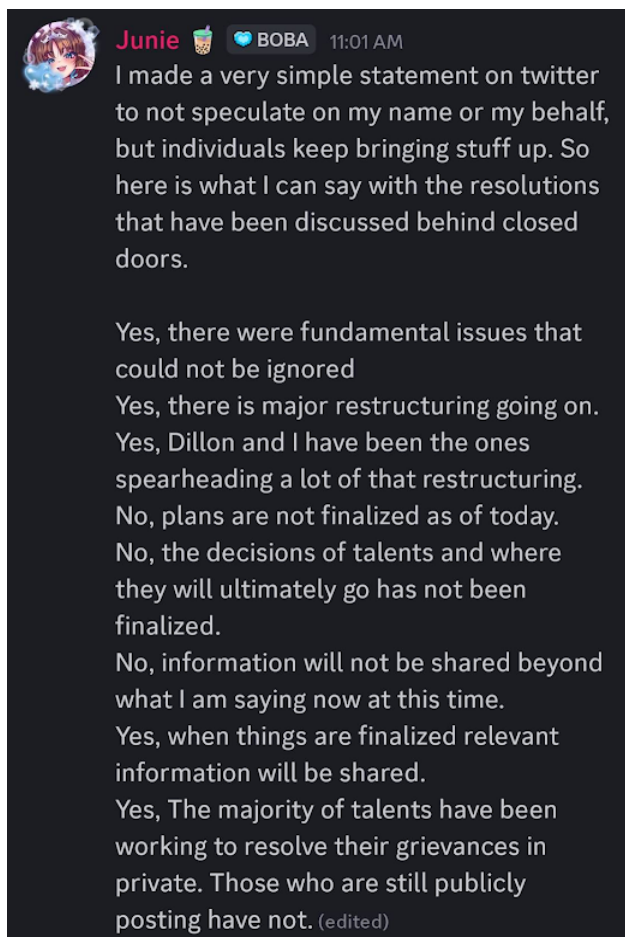 Junie 🧋 BOBA 11:01 AM
I made a very simple statement on twitter
to not speculate on my name or my behalf,
but individuals keep bringing stuff up. So
here is what I can say with the resolutions
that have been discussed behind closed
doors.

Yes, there were fundamental issues that
could not be ignored
Yes, there is major restructuring going on.
Yes, Dillon and I have been the ones
spearheading a lot of that restructuring.
No, plans are not finalized as of today.
No, the decisions of talents and where
they will ultimately go has not been
finalized.
No, information will not be shared beyond
what I am saying now at this time.
Yes, when things are finalized relevant
information will be shared.
Yes, The majority of talents have been
working to resolve their grievances in
private. Those who are still publicly
posting have not. (edited)